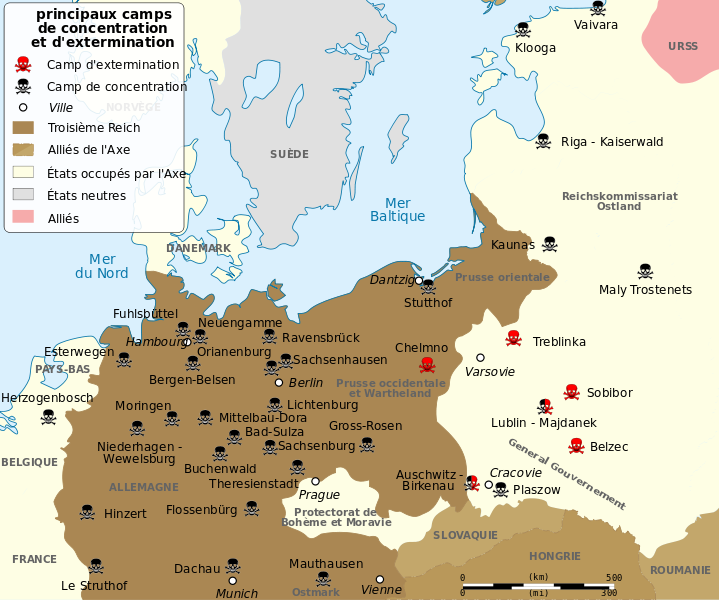 principaux camps
de concentration
et d'extermination
Camp d'extermination
Camp de concentration
Ville
Troisième Reich
Alliés de l'Axe
États occupés par l'Axe
États neutres
Alliés
NORVÈGE
SUÈDE
Vaivara
Klooga
URSS
Riga - Kaiserwald
Reichskommissariat
Ostland
Mer
Baltique
Mer
du Nord
DANEMARK
Kaunas
Maly Trostenets
Dantzig
Prusse orientale
Stutthof
Fuhlsbüttel
Neuengamme
Hambourg
Ravensbrück
Esterwegen
Orianenburg
Sachsenhausen
Chelmno
Treblinka
Varsovie
PAYS-BAS
Bergen-Belsen
Berlin
Prusse occidentale
et Wartheland
Sobibor
Herzogenbosch
Moringen
Lichtenburg
Mittelbau-Dora
Lublin - Majdanek
Bad-Sulza
Gross-Rosen
Niederhagen -
Wewelsburg
Sachsenburg
Belzec
General Gouvernement
BELGIQUE
Buchenwald
Theresienstadt
Auschwitz -
Birkenau
Cracovie
Plaszow
ALLEMAGNE
Prague
Hinzert
Flossenbürg
Protectorat de
Bohème et Moravie
SLOVAQUIE
FRANCE
HONGRIE
ROUMANIE
Le Struthof
Dachau
Munich
Mauthausen
Ostmark
Vienne
0 (km) 500
0 (mi) 300